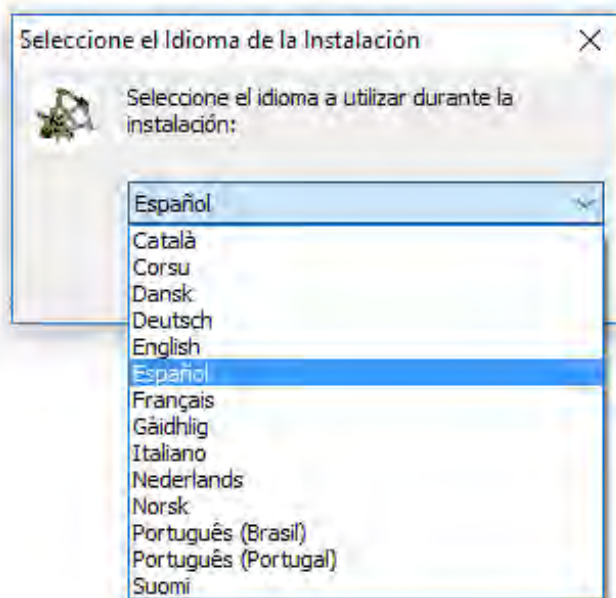 Seleccione el Idioma de la Instalación
Seleccione el idioma a utilizar durante la
instalación:
Español
Català
Corsu
Dansk
Deutsch
English
Español
Français
Gàidhlig
Italiano
Nederlands
Norsk
Português (Brasil)
Português (Portugal)
Suomi